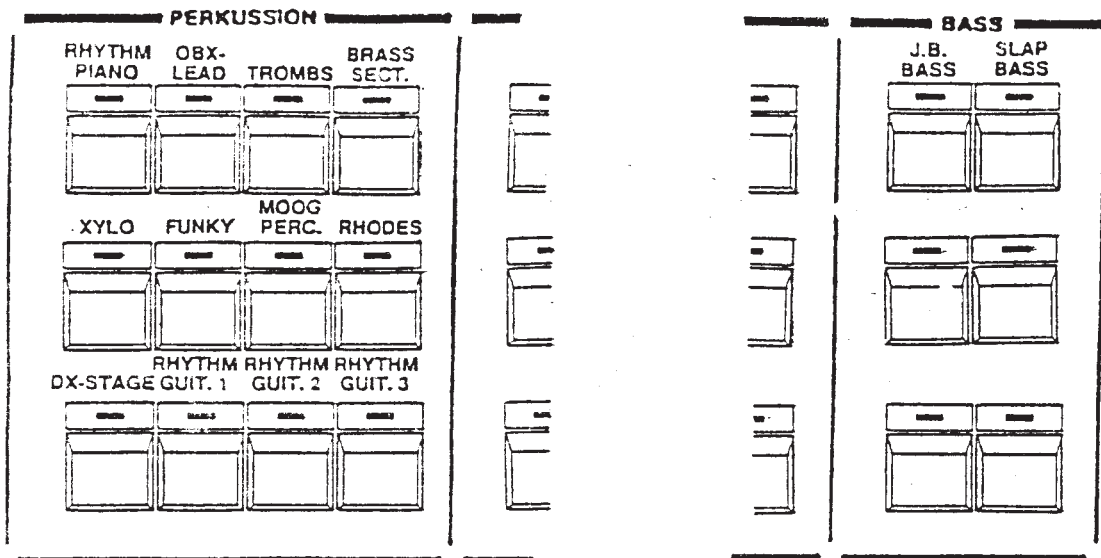 PERKUSSION
BASS
RHYTHM PIANO
OBX-LEAD
TROMBS
BRASS SECT.
J.B. BASS
SLAP BASS
XYLO
FUNKY
MOOG PERC.
RHODES
DX-STAGE
RHYTHM GUIT. 1
RHYTHM GUIT. 2
RHYTHM GUIT. 3